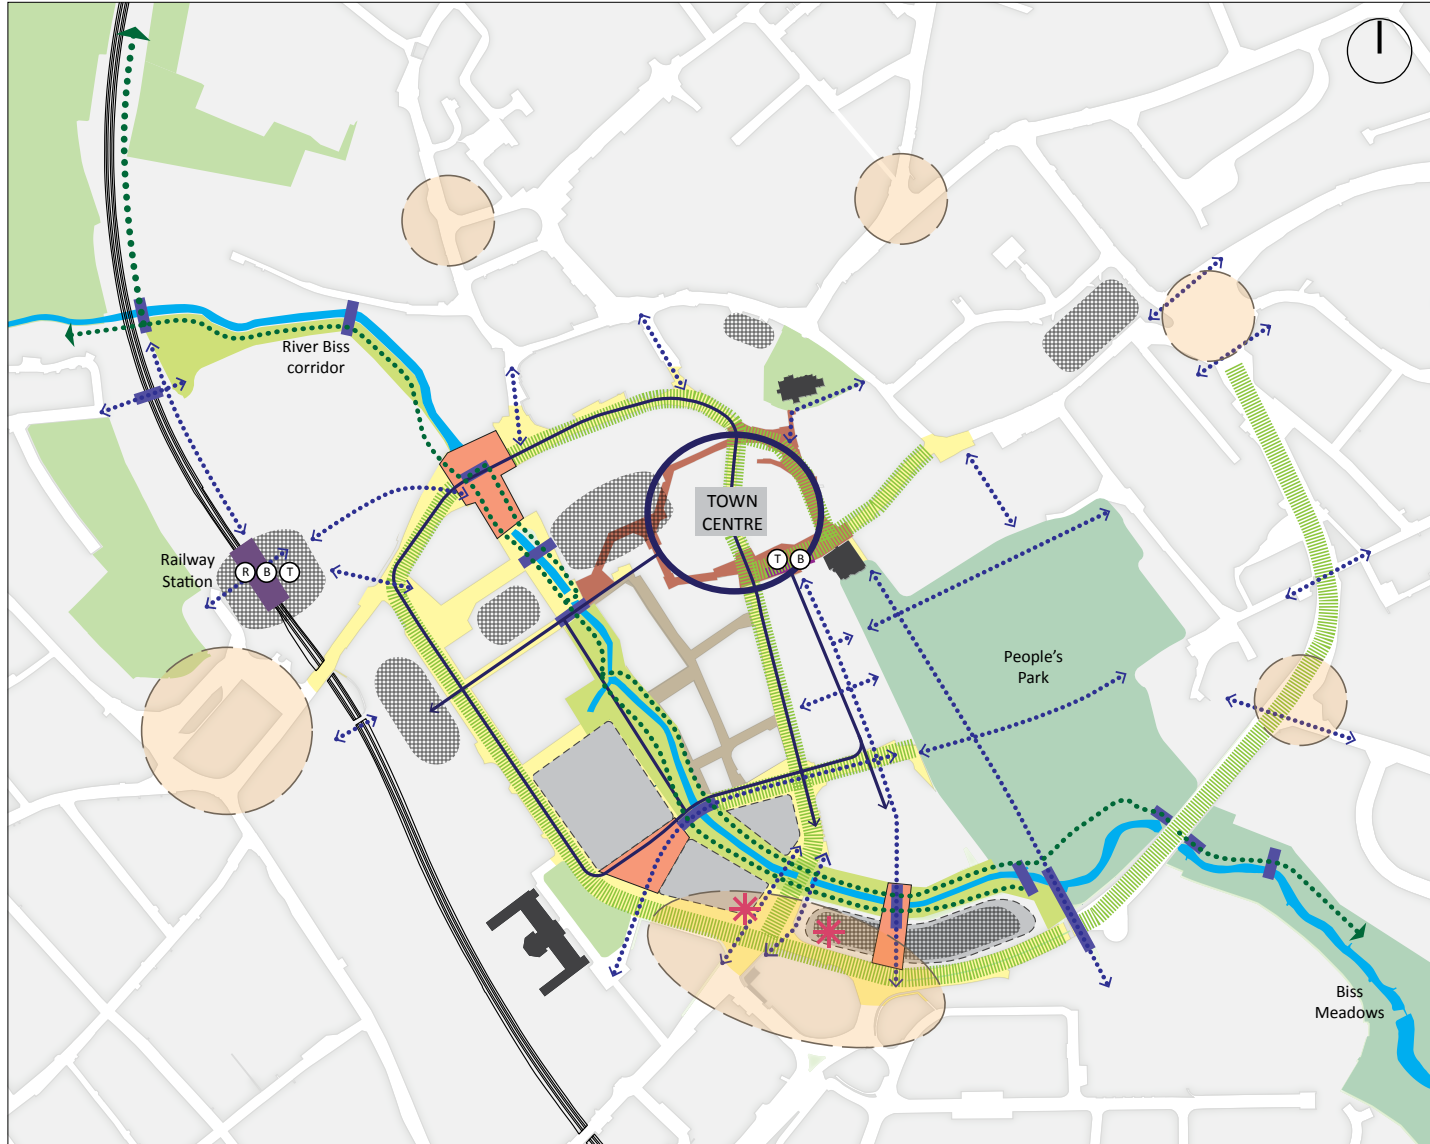 River Biss
corridor
TOWN
CENTRE
Railway
Station
R B T
T B
People's
Park
Biss
Meadows